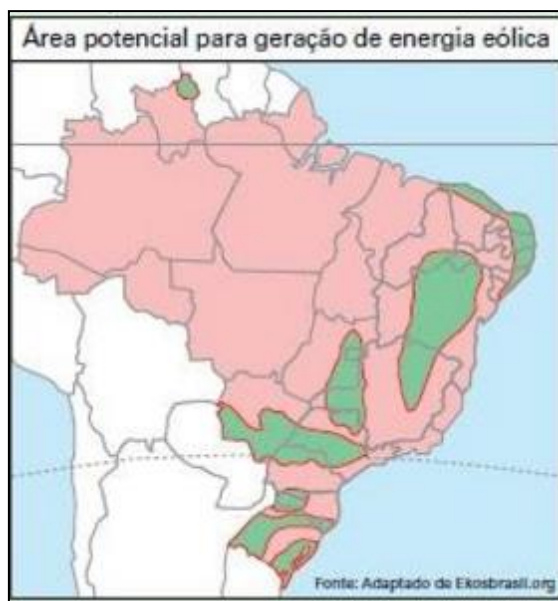 Área potencial para geração de energia eólica
Fonte: Adaptado de Ekosbrasil.org